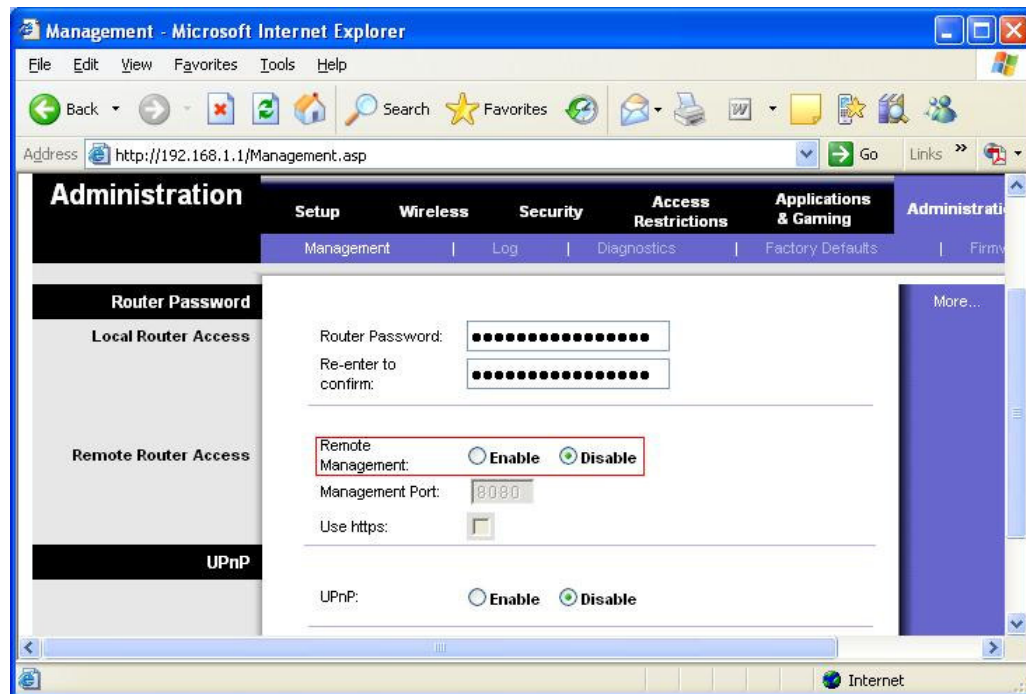 Management - Microsoft Internet Explorer
File Edit View Favorites Tools Help
Back Search Favorites
Address http://192.168.1.1/Management.asp Go Links »
Administration
Setup Wireless Security Access Restrictions Applications & Gaming Administrati
Management | Log | Diagnostics | Factory Defaults | Firmw
Router Password
More...
Local Router Access
Router Password:
Re-enter to
confirm:
Remote Router Access
Remote
Management:
Enable Disable
Management Port: 8080
Use https:
UPnP
UPnP: Enable Disable
Internet